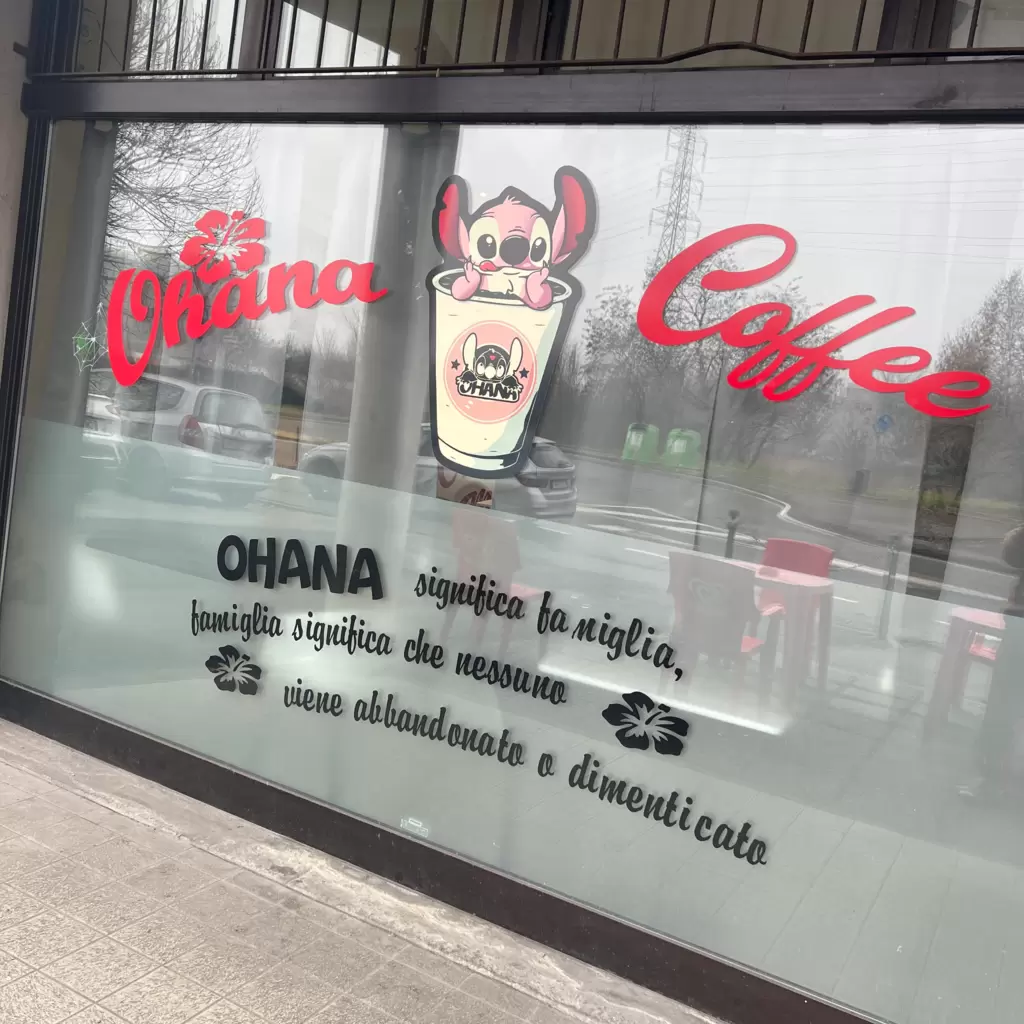 Ohana
Coffee
OHANA
OHANA significa famiglia,
famiglia significa che nessuno
viene abbandonato o dimenticato